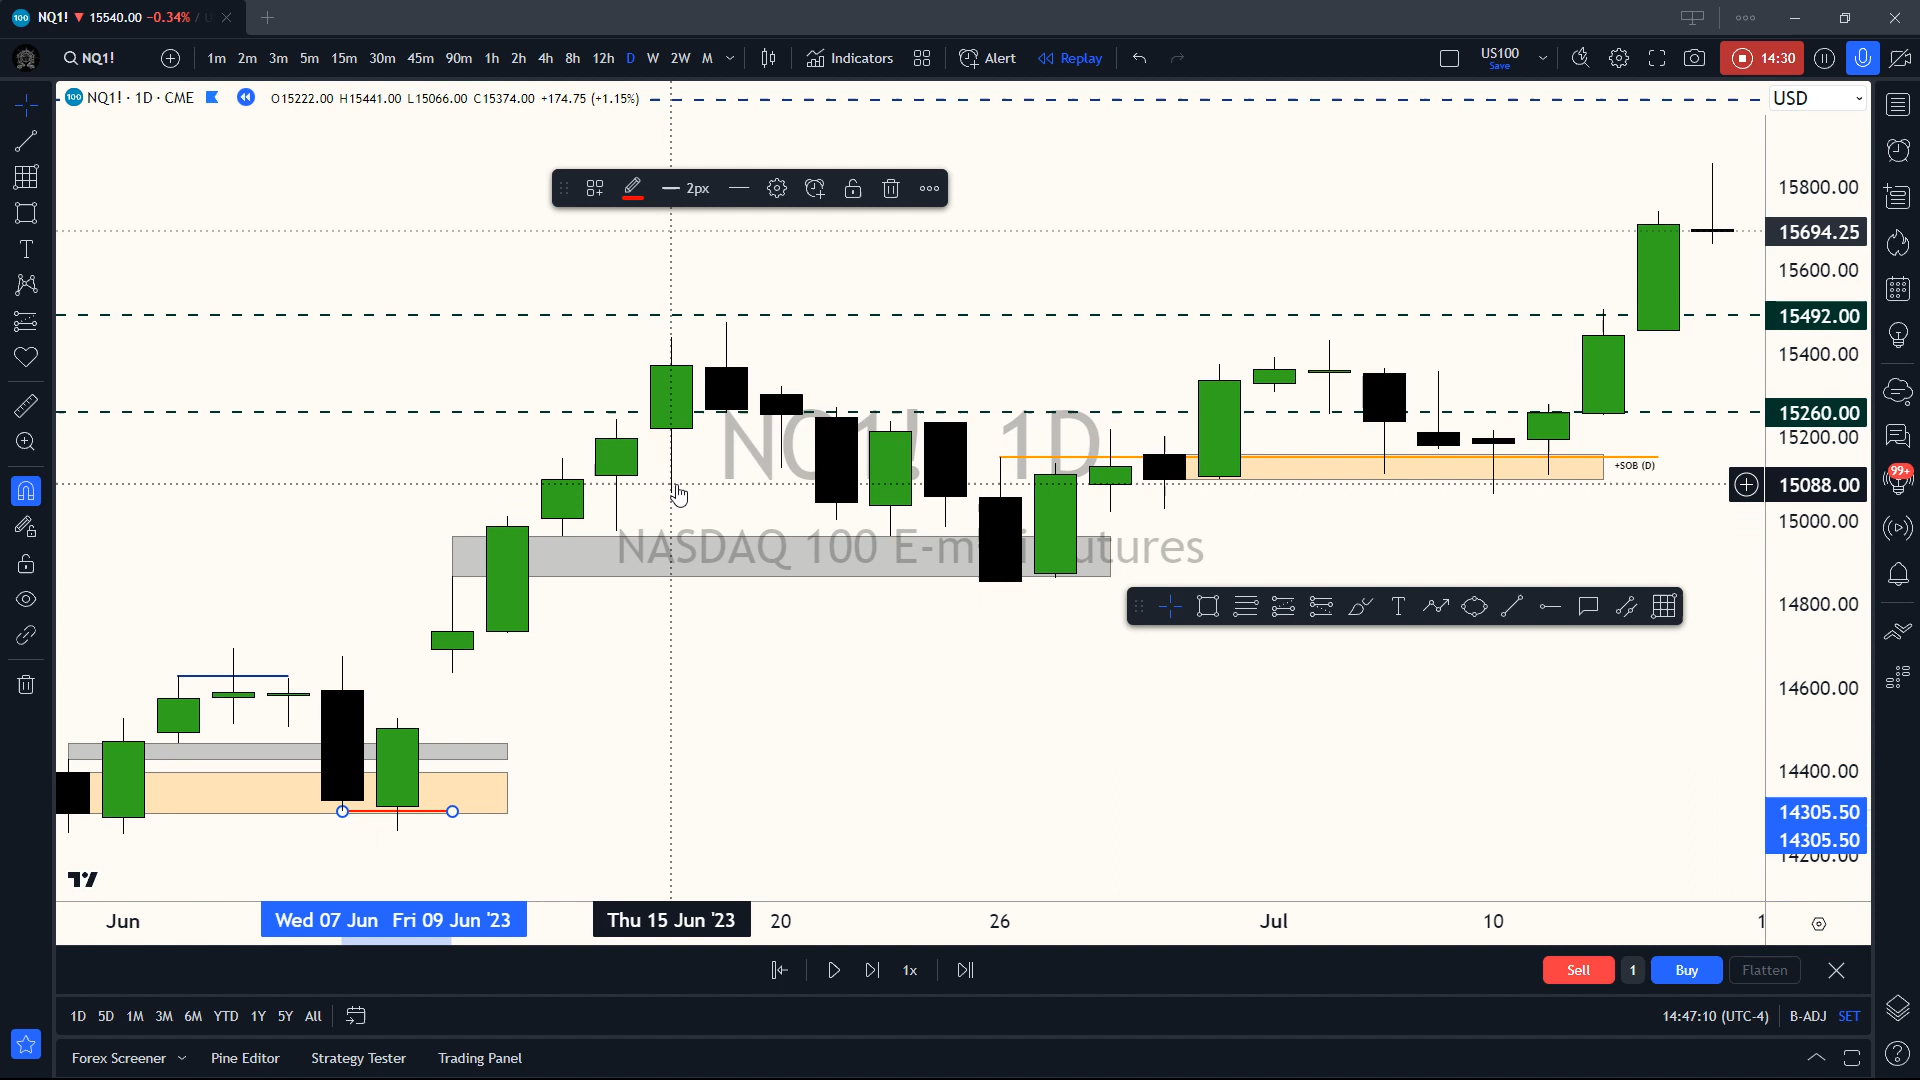 100 NQ1! ▼ 15540.00 −0.34% / U
NQ1! 1m 2m 3m 5m 15m 30m 45m 90m 1h 2h 4h 8h 12h D W 2W M Indicators Alert Replay US100 Save 14:30
100 NQ1! · 1D · CME O15222.00 H15441.00 L15066.00 C15374.00 +174.75 (+1.15%) USD
2px
15800.00
15694.25
15600.00
15492.00
15400.00
15260.00
15200.00
NQ1! 1D
+SOB (D)
15088.00
99+
15000.00
NASDAQ 100 E-mini Futures
T
14800.00
14600.00
14400.00
14305.50
14305.50
14200.00
Jun Wed 07 Jun Fri 09 Jun '23 Thu 15 Jun '23 20 26 Jul 10 1
1x Sell 1 Buy Flatten
1D 5D 1M 3M 6M YTD 1Y 5Y All 14:47:10 (UTC-4) B-ADJ SET
Forex Screener Pine Editor Strategy Tester Trading Panel